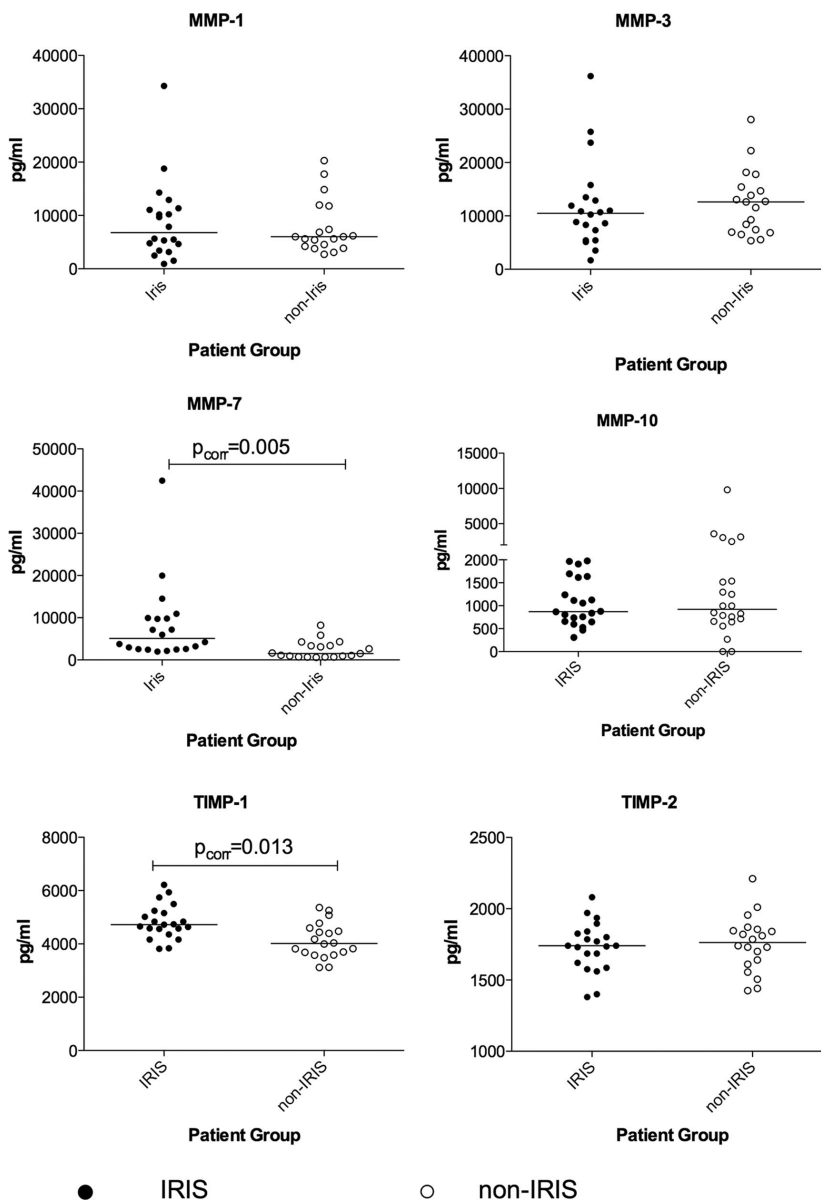 MMP-1
40000
30000
20000
10000
0
pg/ml
Iris
non-Iris
Patient Group
MMP-3
40000
30000
20000
10000
0
pg/ml
Iris
non-Iris
Patient Group
MMP-7
50000
40000
30000
20000
10000
0
pg/ml
pcorr=0.005
Iris
non-Iris
Patient Group
MMP-10
15000
10000
5000
2000
1500
1000
500
0
pg/ml
IRIS
non-IRIS
Patient Group
TIMP-1
8000
6000
4000
2000
0
pg/ml
pcorr=0.013
IRIS
non-IRIS
Patient Group
TIMP-2
2500
2000
1500
1000
pg/ml
IRIS
non-IRIS
Patient Group
IRIS
non-IRIS